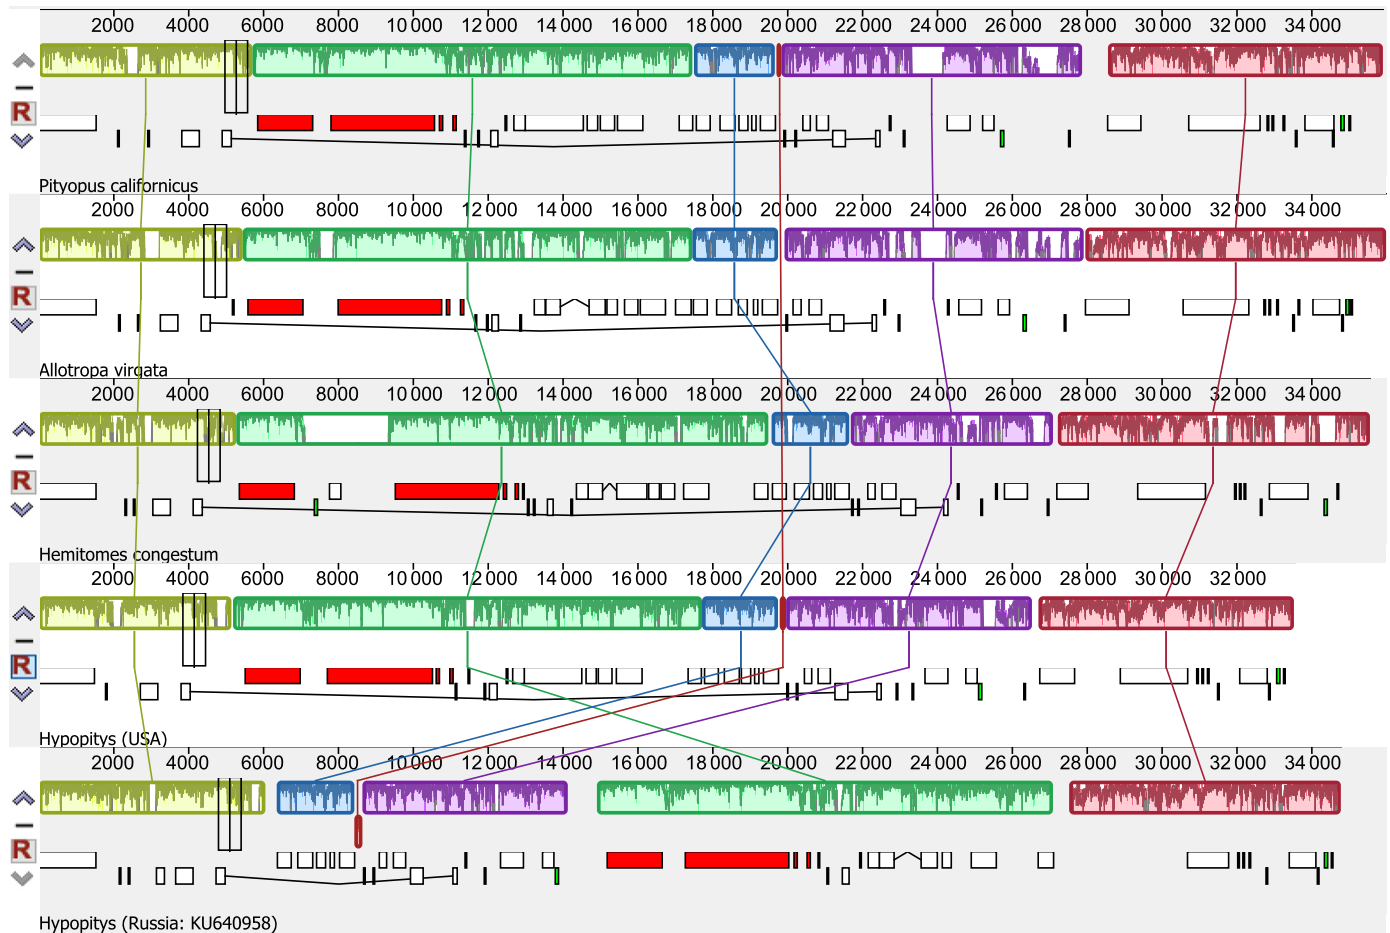 2000 4000 6000 8000 10 000 12 000 14 000 16 000 18 000 20 000 22 000 24 000 26 000 28 000 30 000 32 000 34 000
R
Pityopus californicus
2000 4000 6000 8000 10 000 12 000 14 000 16 000 18 000 20 000 22 000 24 000 26 000 28 000 30 000 32 000 34 000
R
Allotropa virgata
2000 4000 6000 8000 10 000 12 000 14 000 16 000 18 000 20 000 22 000 24 000 26 000 28 000 30 000 32 000 34 000
R
Hemitomes congestum
2000 4000 6000 8000 10 000 12 000 14 000 16 000 18 000 20 000 22 000 24 000 26 000 28 000 30 000 32 000
R
Hypopitys (USA)
2000 4000 6000 8000 10 000 12 000 14 000 16 000 18 000 20 000 22 000 24 000 26 000 28 000 30 000 32 000 34 000
R
Hypopitys (Russia: KU640958)